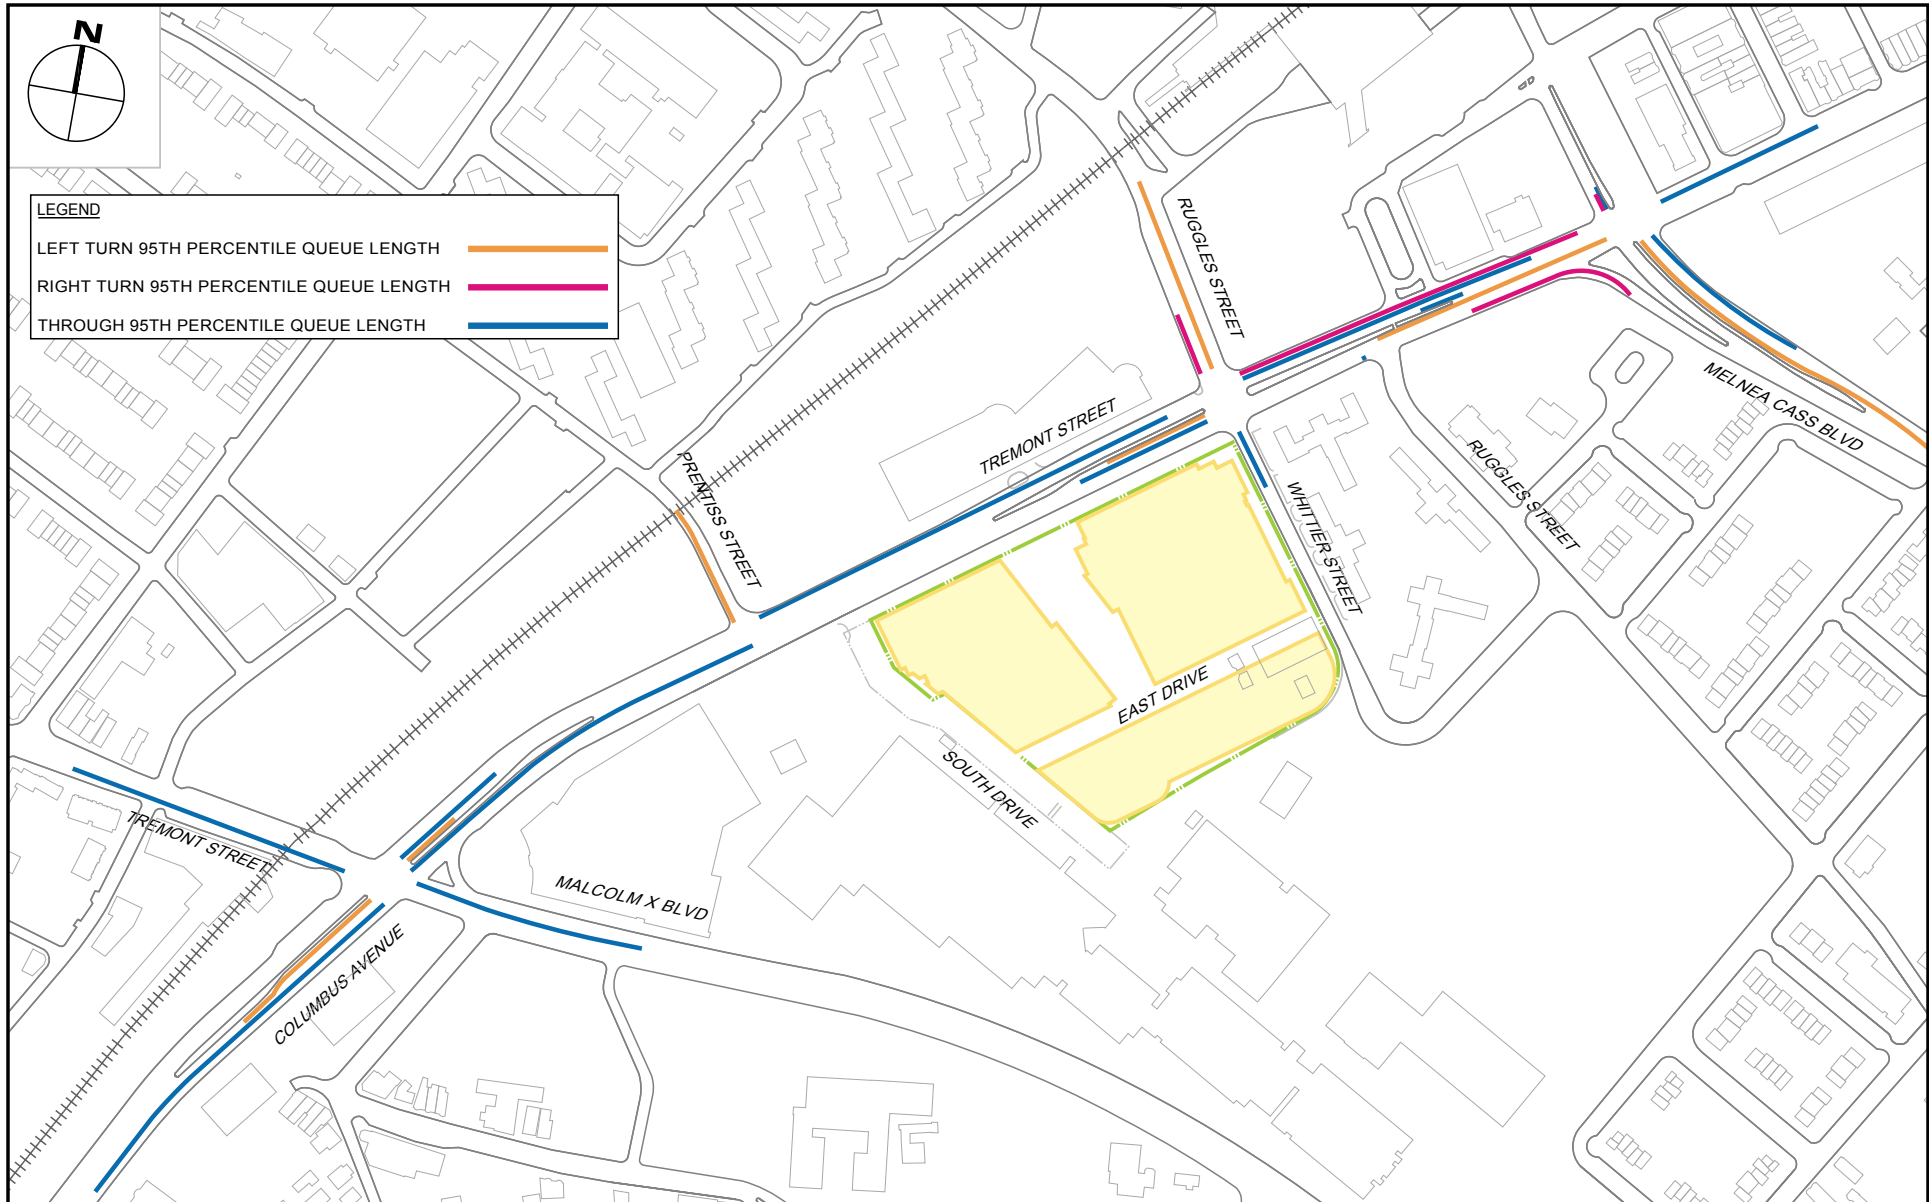 N
LEGEND
LEFT TURN 95TH PERCENTILE QUEUE LENGTH
RIGHT TURN 95TH PERCENTILE QUEUE LENGTH
THROUGH 95TH PERCENTILE QUEUE LENGTH
RUGGLES STREET
TREMONT STREET
MELNEA CASS BLVD
PRENTISS STREET
RUGGLES STREET
WHITTIER STREET
EAST DRIVE
SOUTH DRIVE
TREMONT STREET
MALCOLM X BLVD
COLUMBUS AVENUE